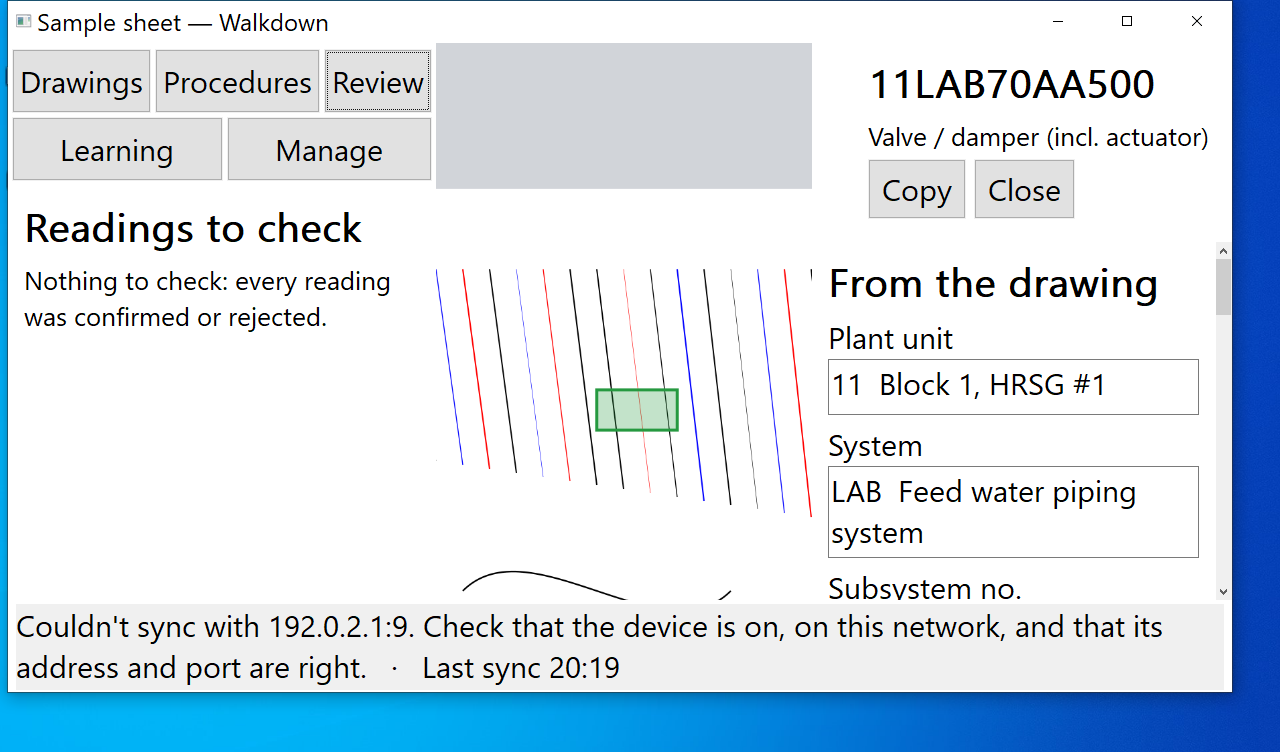 Sample sheet — Walkdown
Drawings
Procedures
Review
Learning
Manage
Readings to check
Nothing to check: every reading
was confirmed or rejected.
11LAB70AA500
Valve / damper (incl. actuator)
Copy
Close
From the drawing
Plant unit
11  Block 1, HRSG #1
System
LAB  Feed water piping
system
Subsystem no.
Couldn't sync with 192.0.2.1:9. Check that the device is on, on this network, and that its
address and port are right.   ·   Last sync 20:19